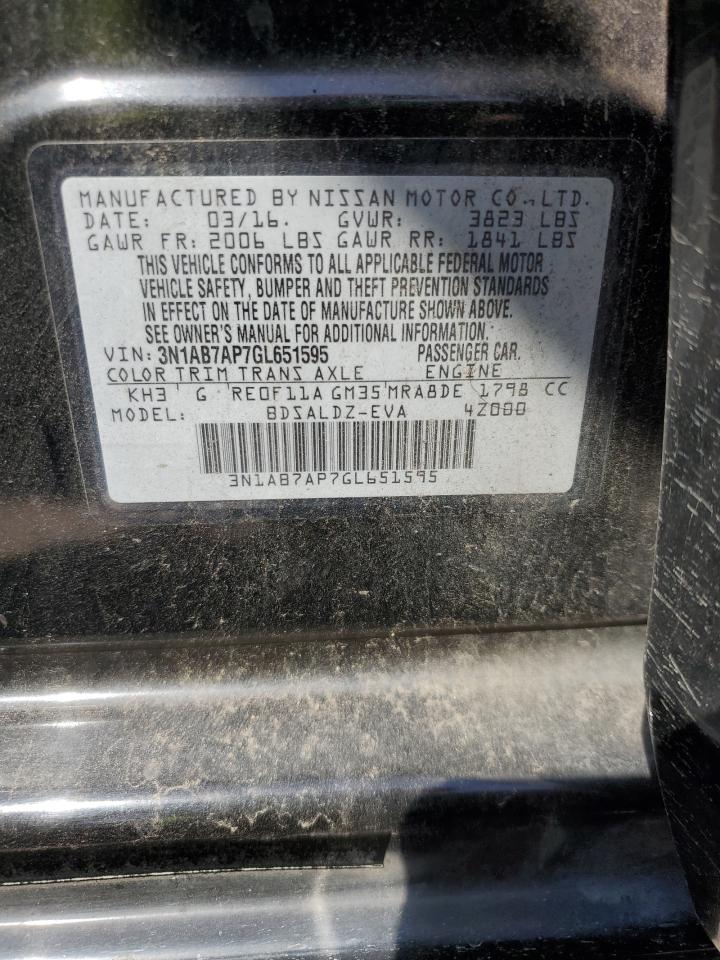 MANUFACTURED BY NISSAN MOTOR CO., LTD.
DATE: 03/16. GVWR: 3823 LBS
GAWR FR: 2006 LBS GAWR RR: 1841 LBS
THIS VEHICLE CONFORMS TO ALL APPLICABLE FEDERAL MOTOR
VEHICLE SAFETY, BUMPER AND THEFT PREVENTION STANDARDS
IN EFFECT ON THE DATE OF MANUFACTURE SHOWN ABOVE.
SEE OWNER'S MANUAL FOR ADDITIONAL INFORMATION.
VIN: 3N1AB7AP7GL651595 PASSENGER CAR.
COLOR TRIM TRANS AXLE ENGINE
KH3 G RE0F11A GM35 MRA8DE 1798 CC
MODEL: BDSALDZ-EVA 4Z000
3N1AB7AP7GL651595